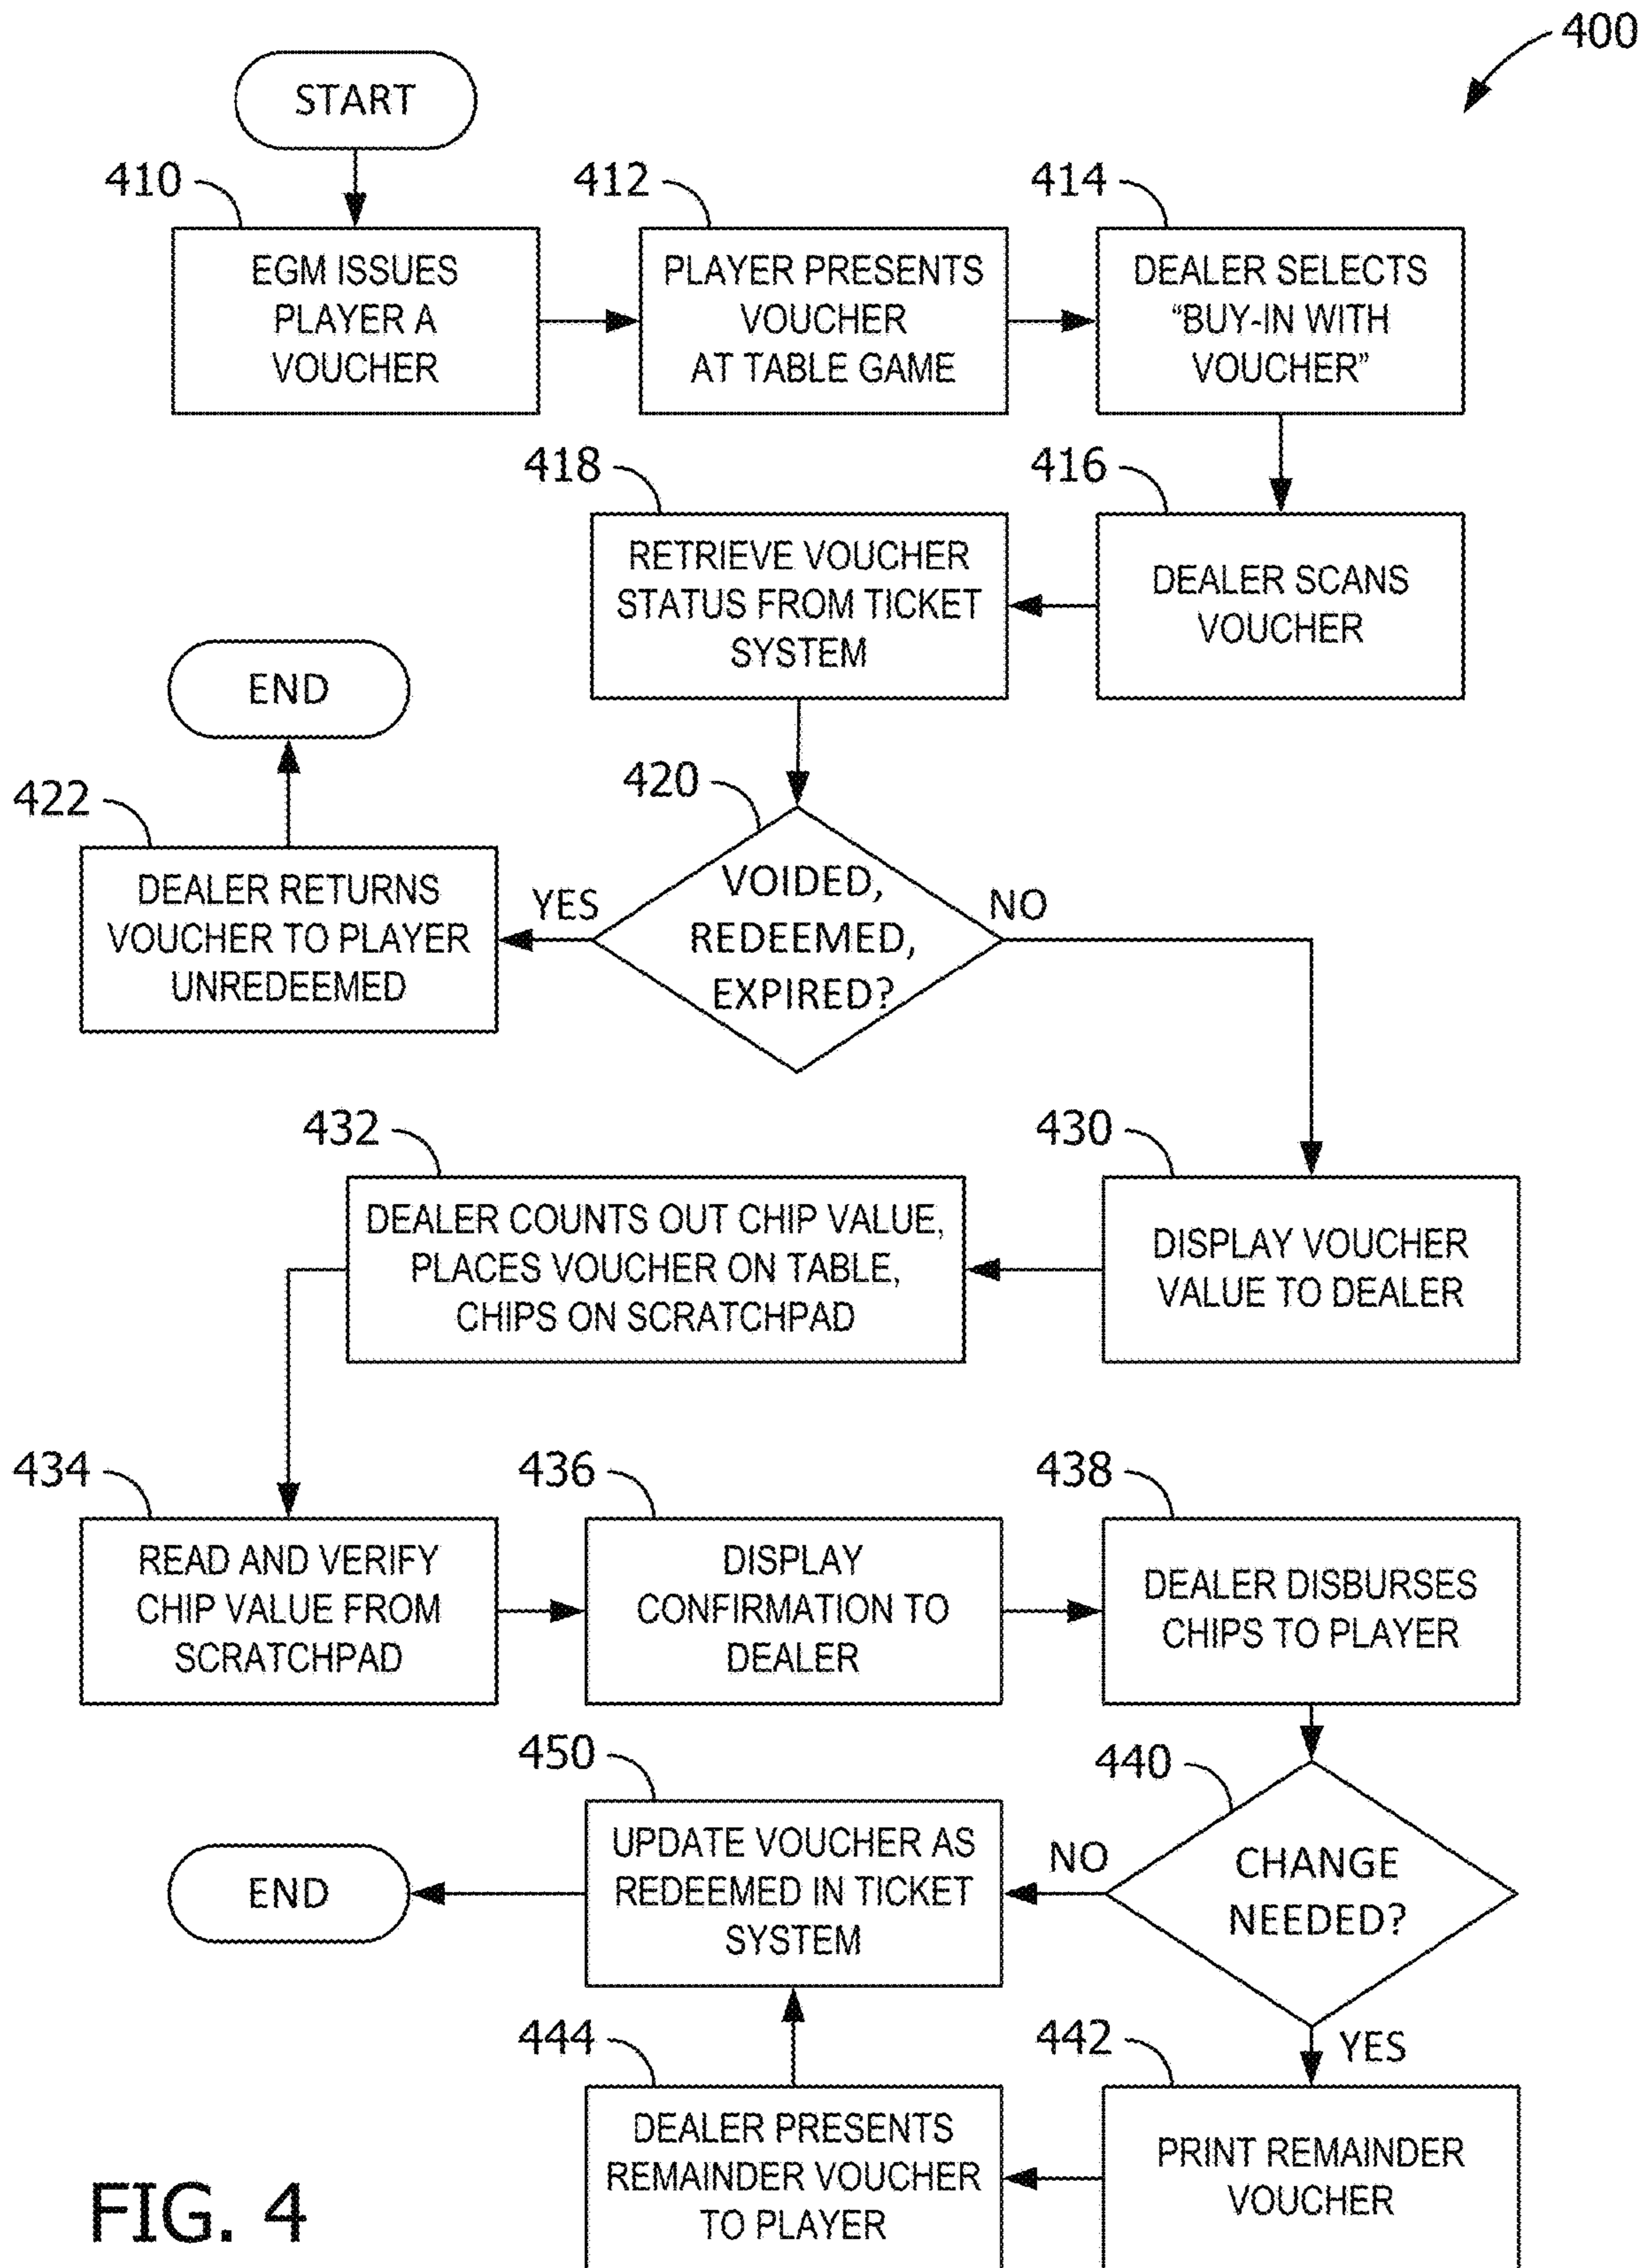 400
START
410
412
414
EGM ISSUES
PLAYER A
VOUCHER
PLAYER PRESENTS
VOUCHER
AT TABLE GAME
DEALER SELECTS
“BUY-IN WITH
VOUCHER”
418
416
RETRIEVE VOUCHER
STATUS FROM TICKET
SYSTEM
DEALER SCANS
VOUCHER
END
422
420
DEALER RETURNS
VOUCHER TO PLAYER
UNREDEEMED
YES
VOIDED,
REDEEMED,
EXPIRED?
NO
432
430
DEALER COUNTS OUT CHIP VALUE,
PLACES VOUCHER ON TABLE,
CHIPS ON SCRATCHPAD
DISPLAY VOUCHER
VALUE TO DEALER
434
436
438
READ AND VERIFY
CHIP VALUE FROM
SCRATCHPAD
DISPLAY
CONFIRMATION TO
DEALER
DEALER DISBURSES
CHIPS TO PLAYER
450
440
END
UPDATE VOUCHER AS
REDEEMED IN TICKET
SYSTEM
NO
CHANGE
NEEDED?
444
442
YES
DEALER PRESENTS
REMAINDER VOUCHER
TO PLAYER
PRINT REMAINDER
VOUCHER
FIG. 4